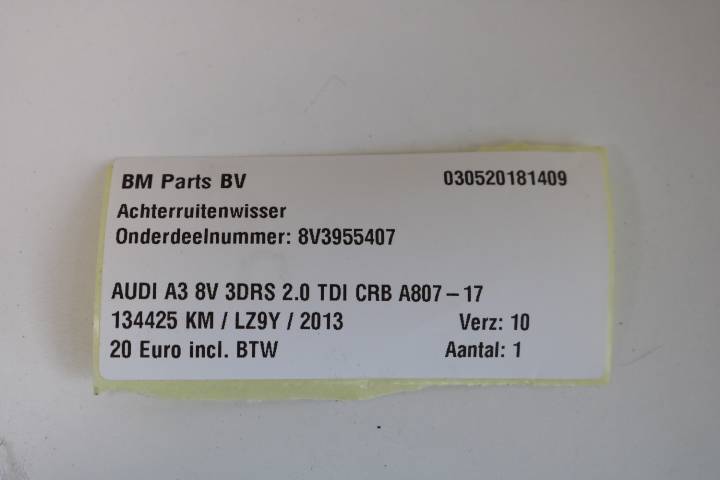 BM Parts BV 030520181409
Achterruitenwisser
Onderdeelnummer: 8V3955407
AUDI A3 8V 3DRS 2.0 TDI CRB A807-17
134425 KM / LZ9Y / 2013 Verz: 10
20 Euro incl. BTW Aantal: 1